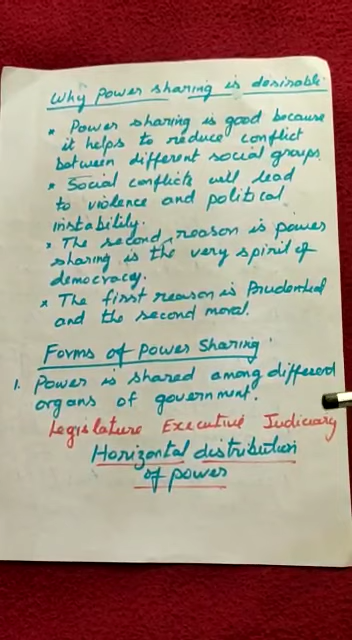 Why power sharing is desirable.
* Power sharing is good because
it helps to reduce conflict
between different social groups.
* Social conflicts will lead
to violence and political
instability.
* The second reason is power
sharing is the very spirit of
democracy.
* The first reason is Prudential
and the second moral.
Forms of Power Sharing.
1. Power is shared among different
organs of government.
Legislature Executive Judiciary
Horizontal distribution
of power